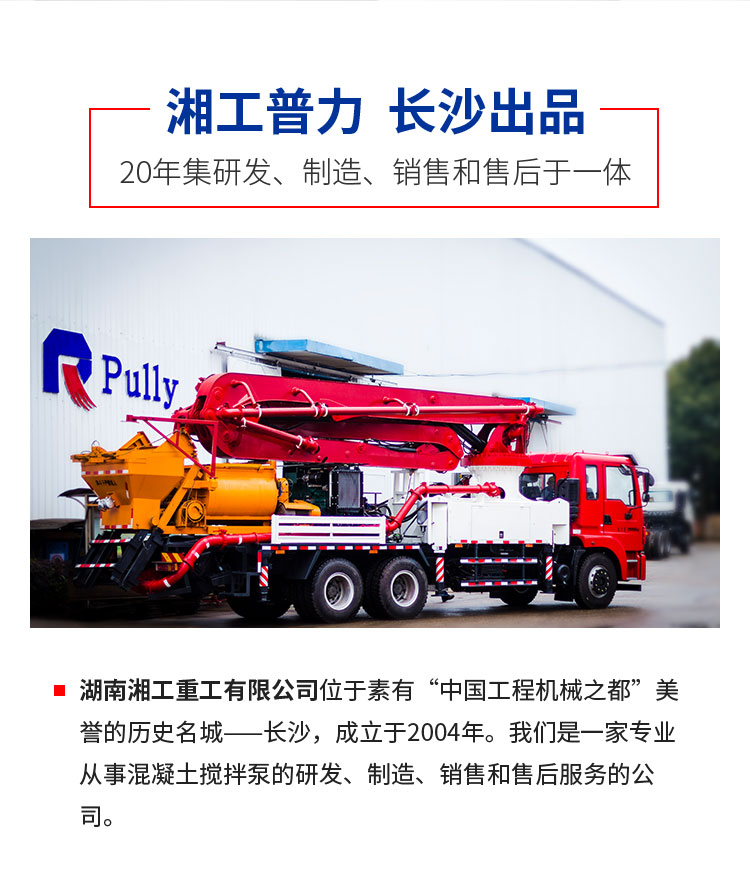 湘工普力 长沙出品
20年集研发、制造、销售和售后于一体
Pully
湖南湘工重工有限公司位于素有“中国工程机械之都”美
誉的历史名城——长沙，成立于2004年。我们是一家专业
从事混凝土搅拌泵的研发、制造、销售和售后服务的公
司。